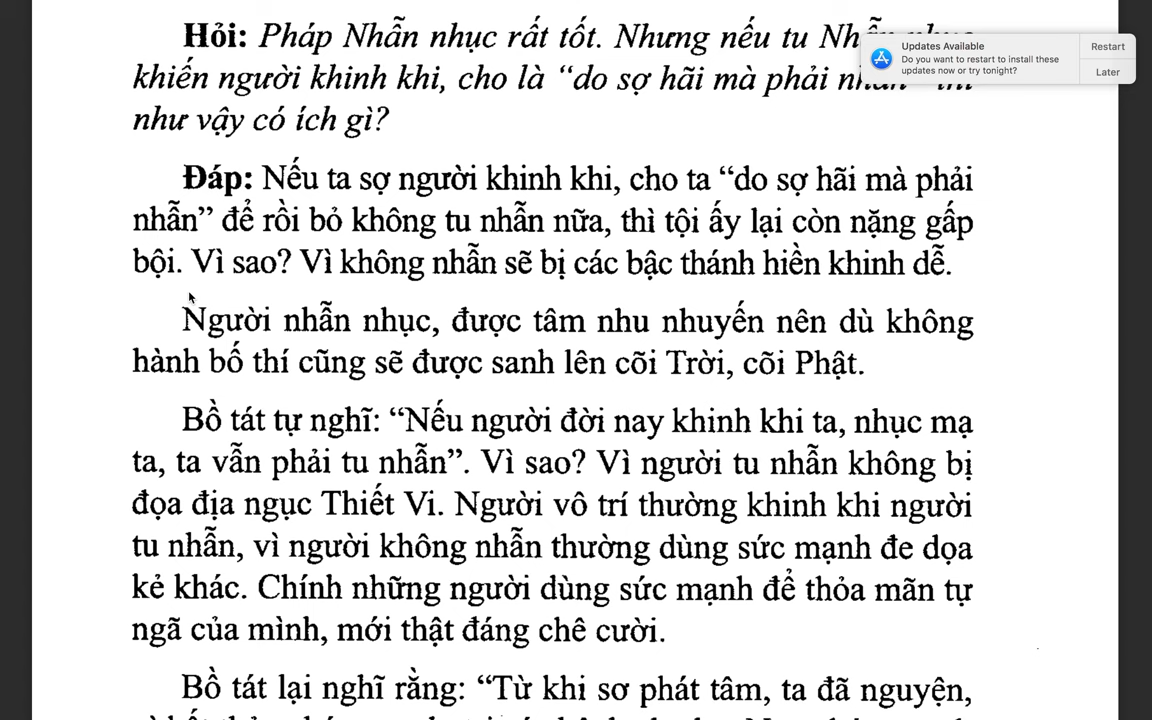 Hỏi: Pháp Nhẫn nhục rất tốt. Nhưng nếu tu
khiến người khinh khi, cho là “do sợ hãi mà phải
như vậy có ích gì?
Updates Available
Do you want to restart to install these
updates now or try tonight?
Restart
Later
Đáp: Nếu ta sợ người khinh khi, cho ta “do sợ hãi mà phải
nhẫn” để rồi bỏ không tu nhẫn nữa, thì tội ấy lại còn nặng gấp
bội. Vì sao? Vì không nhẫn sẽ bị các bậc thánh hiền khinh dễ.
Người nhẫn nhục, được tâm nhu nhuyến nên dù không
hành bố thí cũng sẽ được sanh lên cõi Trời, cõi Phật.
Bồ tát tự nghĩ: “Nếu người đời nay khinh khi ta, nhục mạ
ta, ta vẫn phải tu nhẫn”. Vì sao? Vì người tu nhẫn không bị
đọa địa ngục Thiết Vi. Người vô trí thường khinh khi người
tu nhẫn, vì người không nhẫn thường dùng sức mạnh đe dọa
kẻ khác. Chính những người dùng sức mạnh để thỏa mãn tự
ngã của mình, mới thật đáng chê cười.
Bồ tát lại nghĩ rằng: “Từ khi sơ phát tâm, ta đã nguyện,